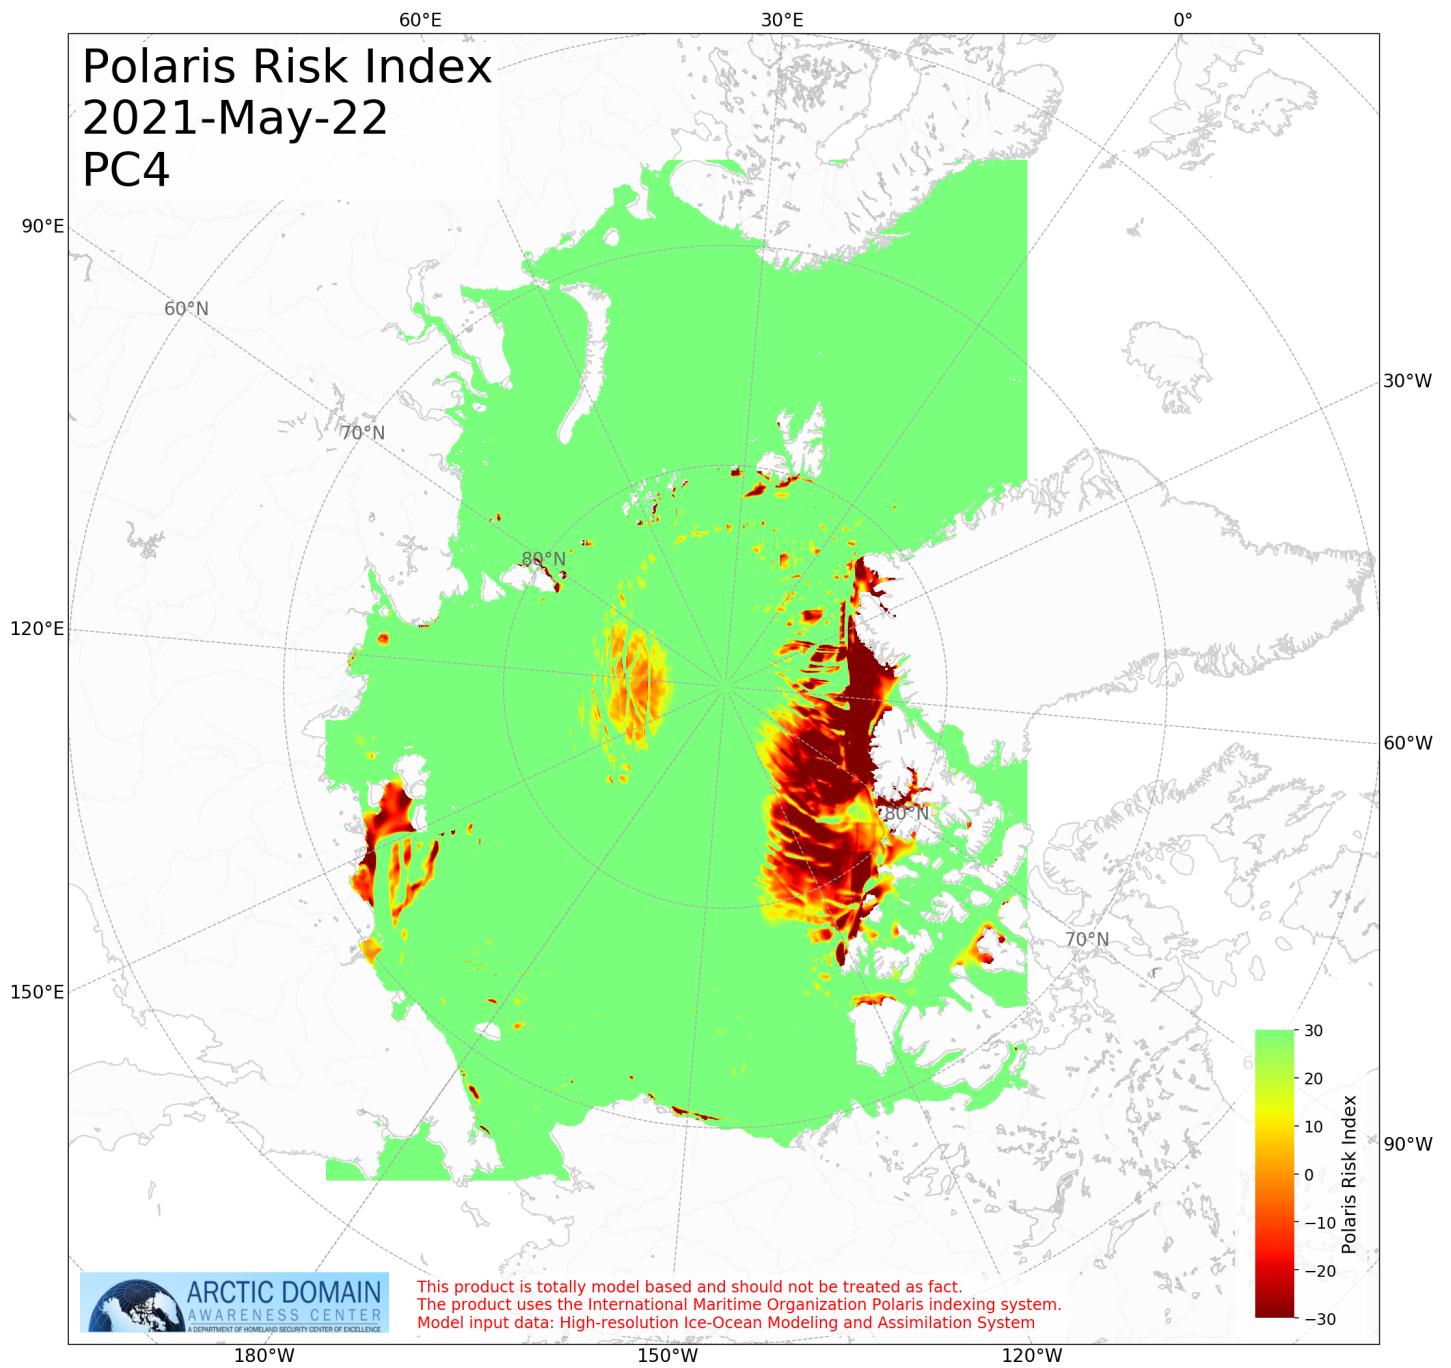 60°E
30°E
0°
Polaris Risk Index
2021-May-22
PC4
90°E
60°N
30°W
70°N
80°N
120°E
60°W
80°N
70°N
150°E
30
20
10
0
−10
−20
−30
Polaris Risk Index
90°W
ARCTIC DOMAIN
AWARENESS CENTER
A DEPARTMENT OF HOMELAND SECURITY CENTER OF EXCELLENCE
This product is totally model based and should not be treated as fact.
The product uses the International Maritime Organization Polaris indexing system.
Model input data: High-resolution Ice-Ocean Modeling and Assimilation System
180°W
150°W
120°W